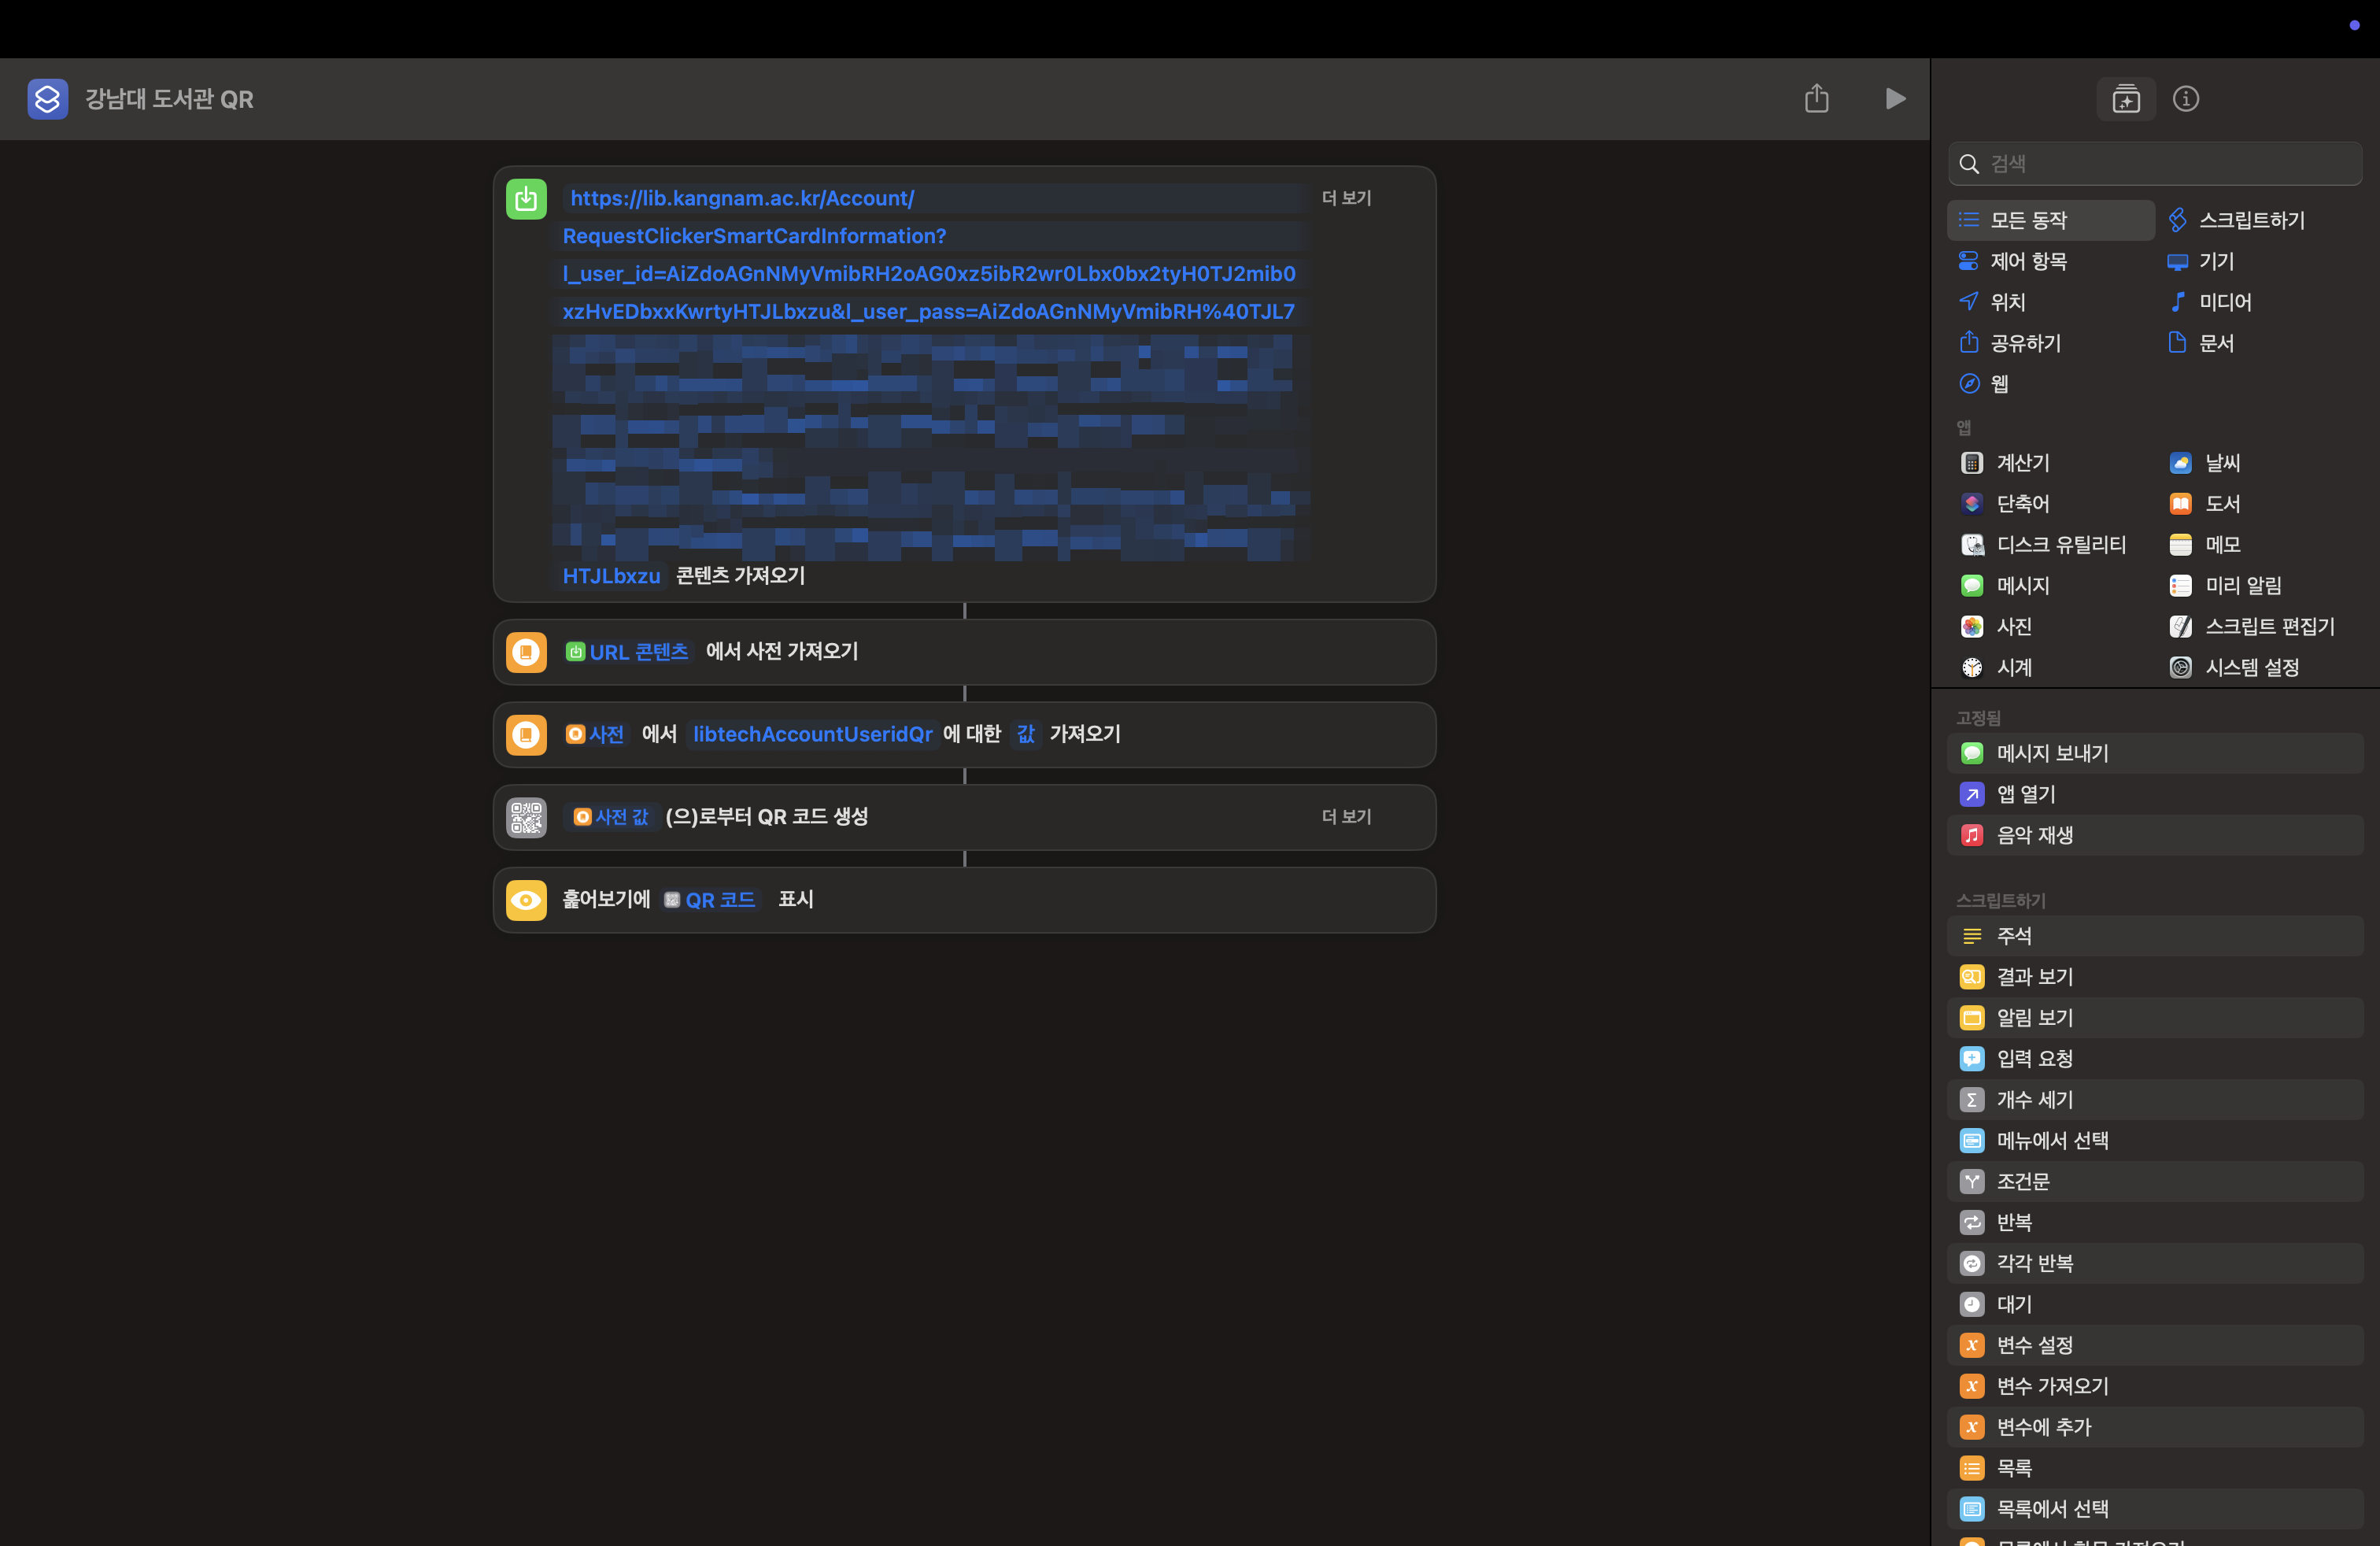 강남대 도서관 QR
https://lib.kangnam.ac.kr/Account/
더 보기
RequestClickerSmartCardInformation?
l_user_id=AiZdoAGnNMyVmibRH2oAG0xz5ibR2wr0Lbx0bx2tyH0TJ2mib0
xzHvEDbxxKwrtyHTJLbxzu&l_user_pass=AiZdoAGnNMyVmibRH%40TJL7
HTJLbxzu 콘텐츠 가져오기
URL 콘텐츠 에서 사전 가져오기
사전 에서 libtechAccountUseridQr 에 대한 값 가져오기
사전 값 (으)로부터 QR 코드 생성
더 보기
훑어보기에 QR 코드 표시
검색
모든 동작
스크립트하기
제어 항목
기기
위치
미디어
공유하기
문서
웹
앱
계산기
날씨
단축어
도서
디스크 유틸리티
메모
메시지
미리 알림
사진
스크립트 편집기
시계
시스템 설정
고정됨
메시지 보내기
앱 열기
음악 재생
스크립트하기
주석
결과 보기
알림 보기
입력 요청
개수 세기
메뉴에서 선택
조건문
반복
각각 반복
대기
변수 설정
변수 가져오기
변수에 추가
목록
목록에서 선택